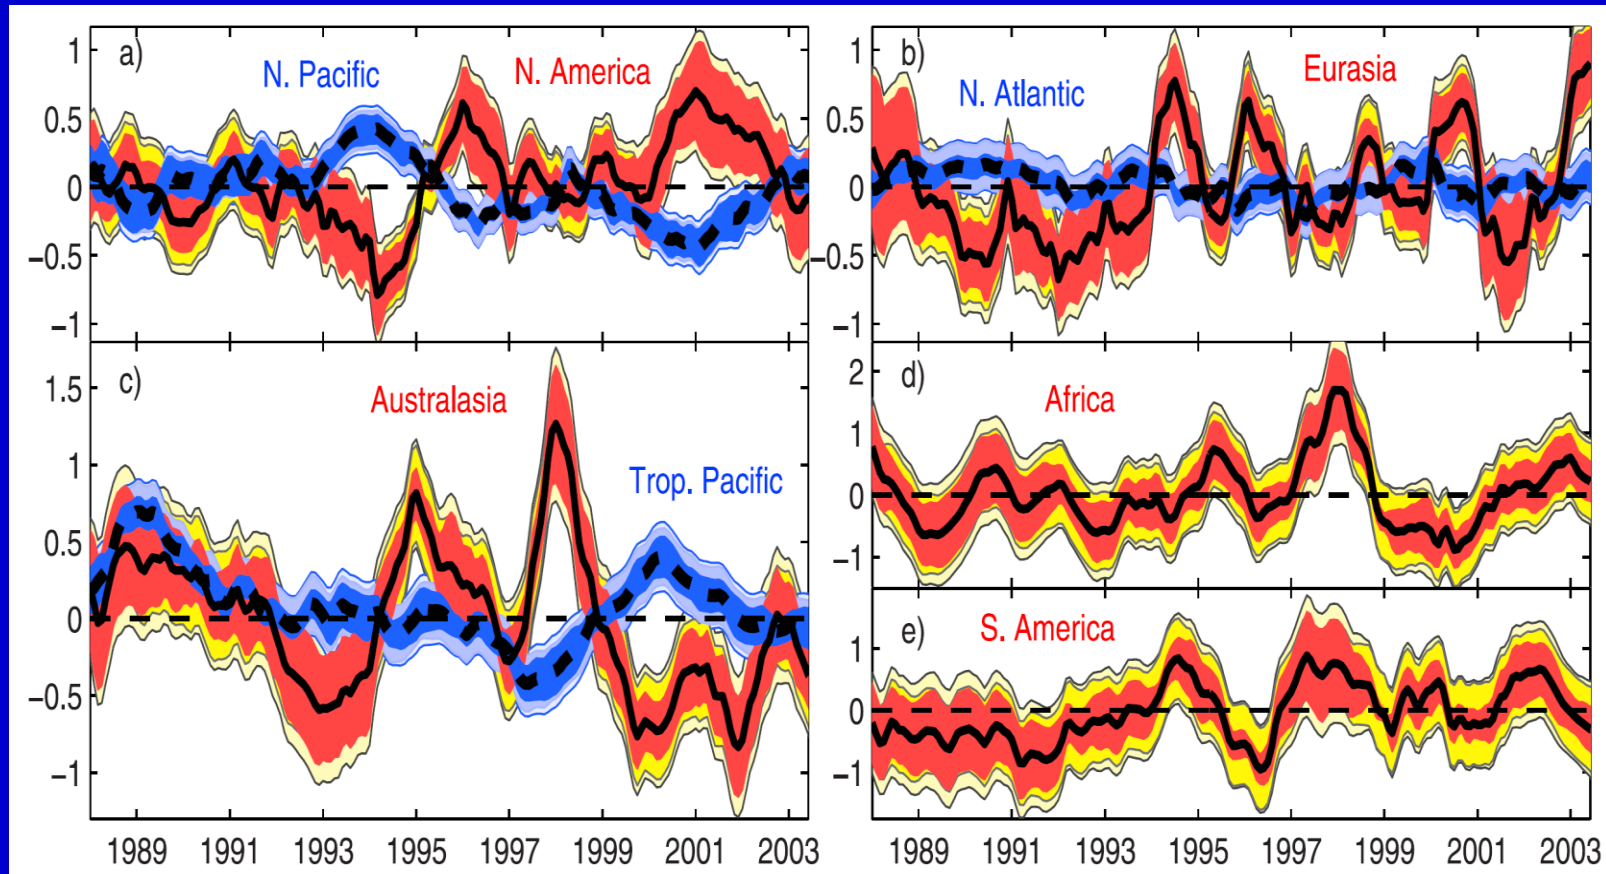 a)
N. Pacific
N. America
1
0.5
0
−0.5
−1
b)
N. Atlantic
Eurasia
1
0.5
0
−0.5
−1
c)
Australasia
Trop. Pacific
1.5
1
0.5
0
−0.5
−1
d)
Africa
2
1
0
−1
e)
S. America
1
0
−1
1989 1991 1993 1995 1997 1999 2001 2003
1989 1991 1993 1995 1997 1999 2001 2003